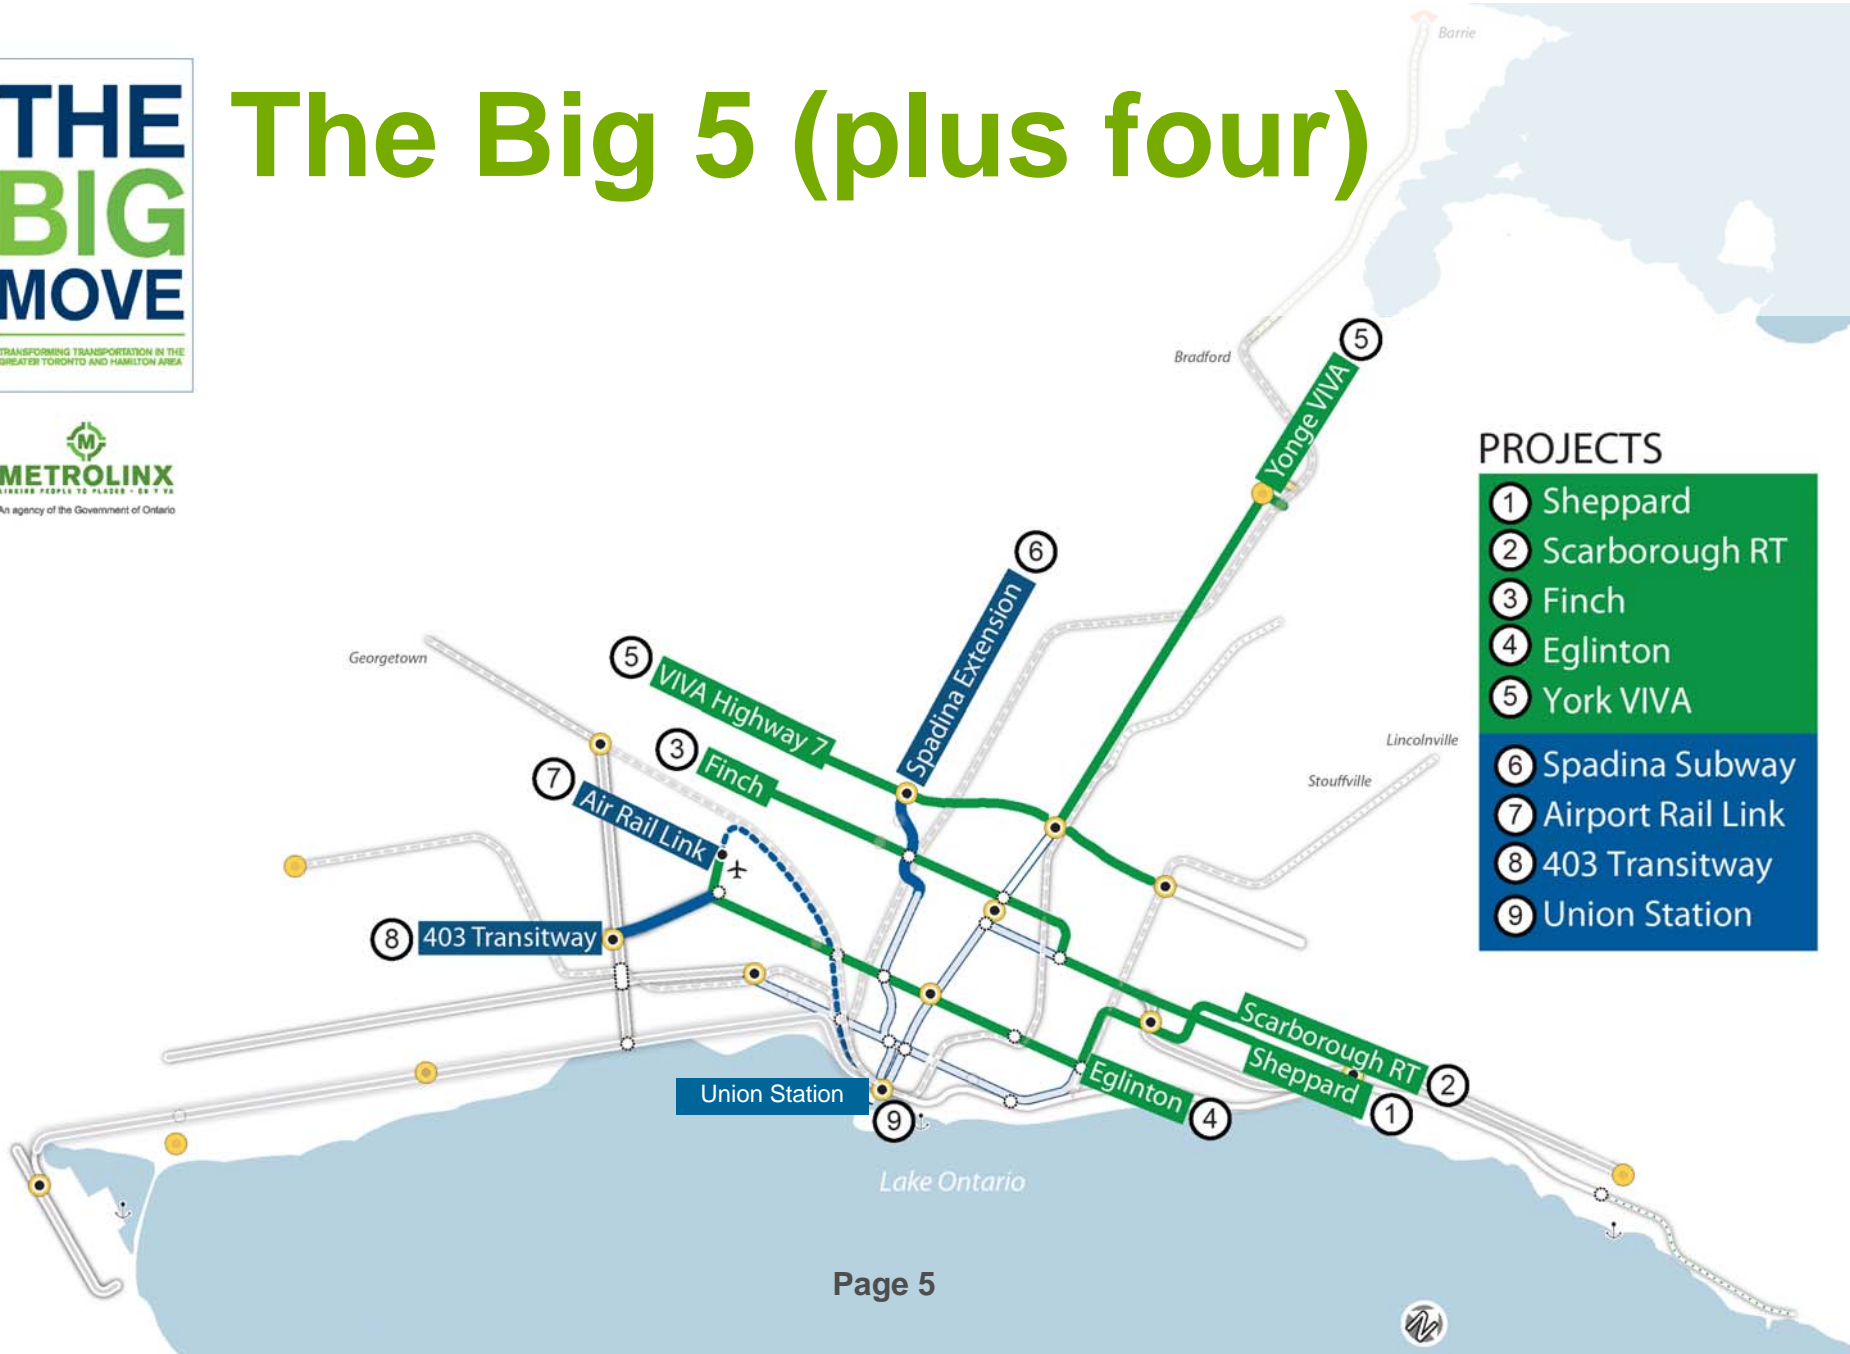 THE
BIG
MOVE
TRANSFORMING TRANSPORTATION IN THE
GREATER TORONTO AND HAMILTON AREA
M
METROLINX
LINKING PEOPLE TO PLACES
An agency of the Government of Ontario
The Big 5 (plus four)
Barrie
Bradford
5
Yonge VIVA
6
Spadina Extension
Georgetown
5
VIVA Highway 7
3
Finch
7
Air Rail Link
8
403 Transitway
Lincolnville
Stouffville
Scarborough RT
2
Sheppard
1
Eglinton
4
Union Station
9
Lake Ontario
PROJECTS
1 Sheppard
2 Scarborough RT
3 Finch
4 Eglinton
5 York VIVA
6 Spadina Subway
7 Airport Rail Link
8 403 Transitway
9 Union Station
Page 5
N